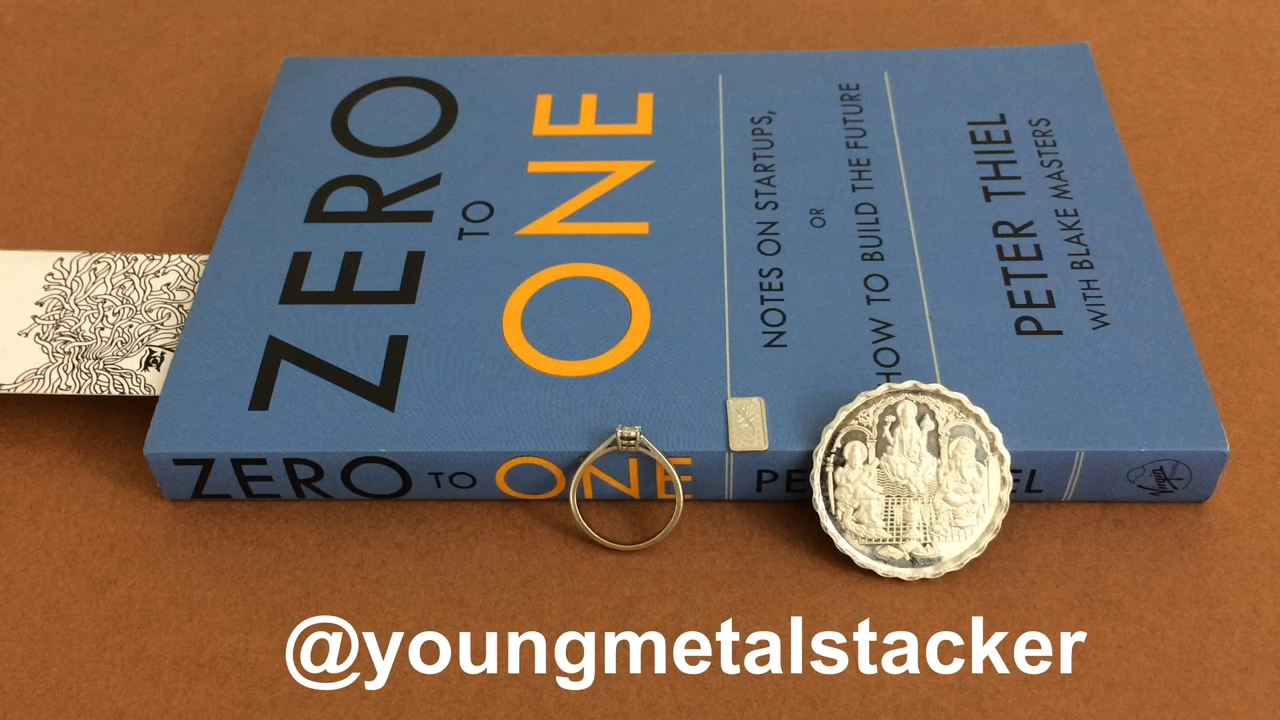 ZERO
TO
ONE
NOTES ON STARTUPS,
OR
HOW TO BUILD THE FUTURE
PETER THIEL
WITH BLAKE MASTERS
ZERO TO ONE
PE
EL
Virgin
@youngmetalstacker